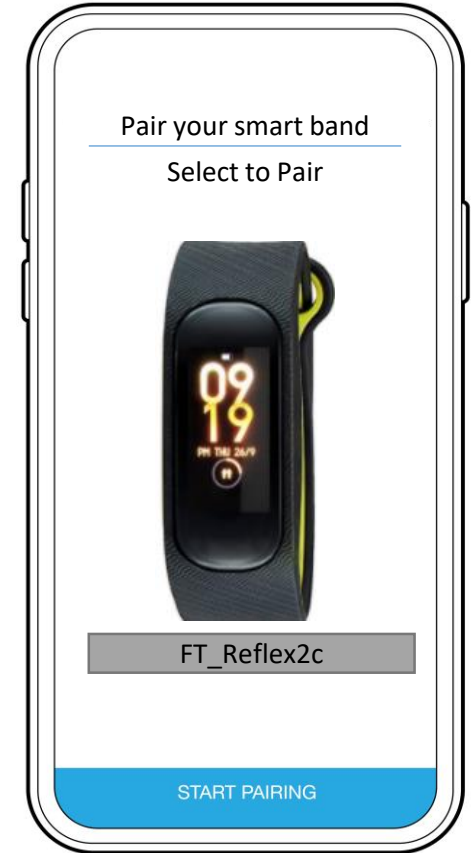 Pair your smart band
Select to Pair
09
19
PM THU 26/9
FT_Reflex2c
START PAIRING